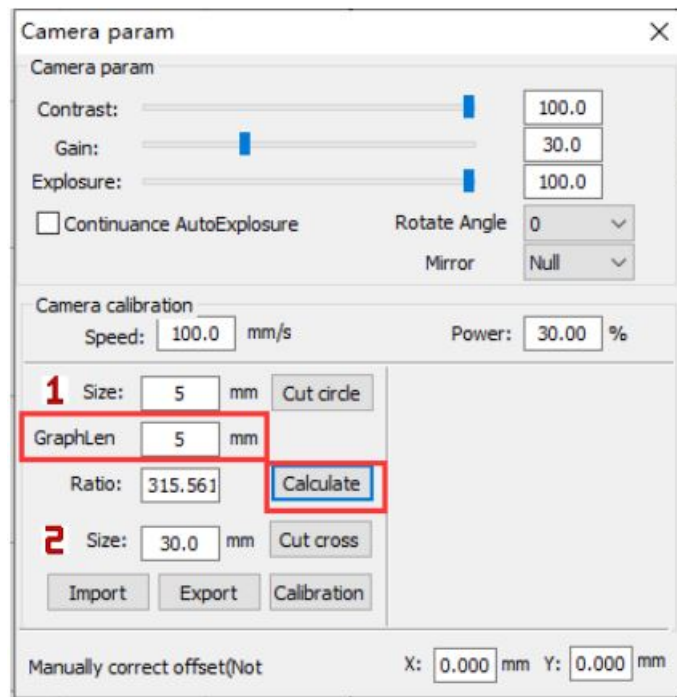 Camera param
Camera param
Contrast: 100.0
Gain: 30.0
Explosure: 100.0
Continuance AutoExplosure Rotate Angle 0
Mirror Null
Camera calibration
Speed: 100.0 mm/s Power: 30.00 %
1 Size: 5 mm Cut circle
GraphLen 5 mm
Ratio: 315.561 Calculate
2 Size: 30.0 mm Cut cross
Import Export Calibration
Manually correct offset(Not X: 0.000 mm Y: 0.000 mm